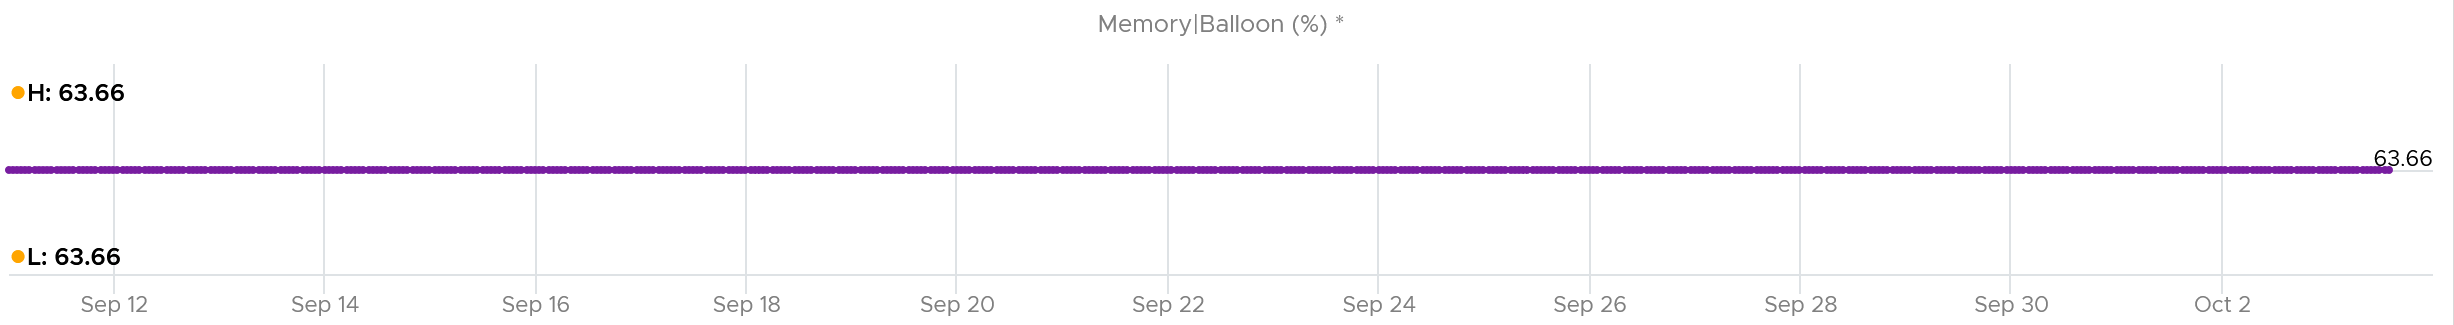 Memory|Balloon (%) *
H: 63.66
63.66
L: 63.66
Sep 12 Sep 14 Sep 16 Sep 18 Sep 20 Sep 22 Sep 24 Sep 26 Sep 28 Sep 30 Oct 2